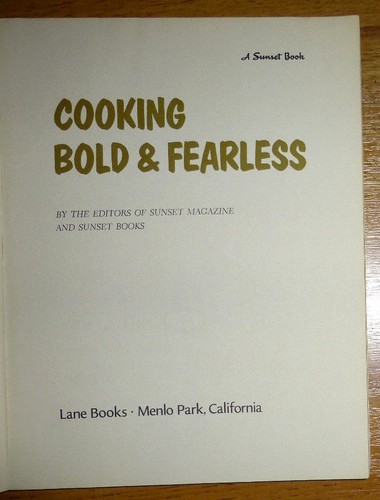 A Sunset Book
COOKING
BOLD & FEARLESS
BY THE EDITORS OF SUNSET MAGAZINE
AND SUNSET BOOKS
Lane Books · Menlo Park, California